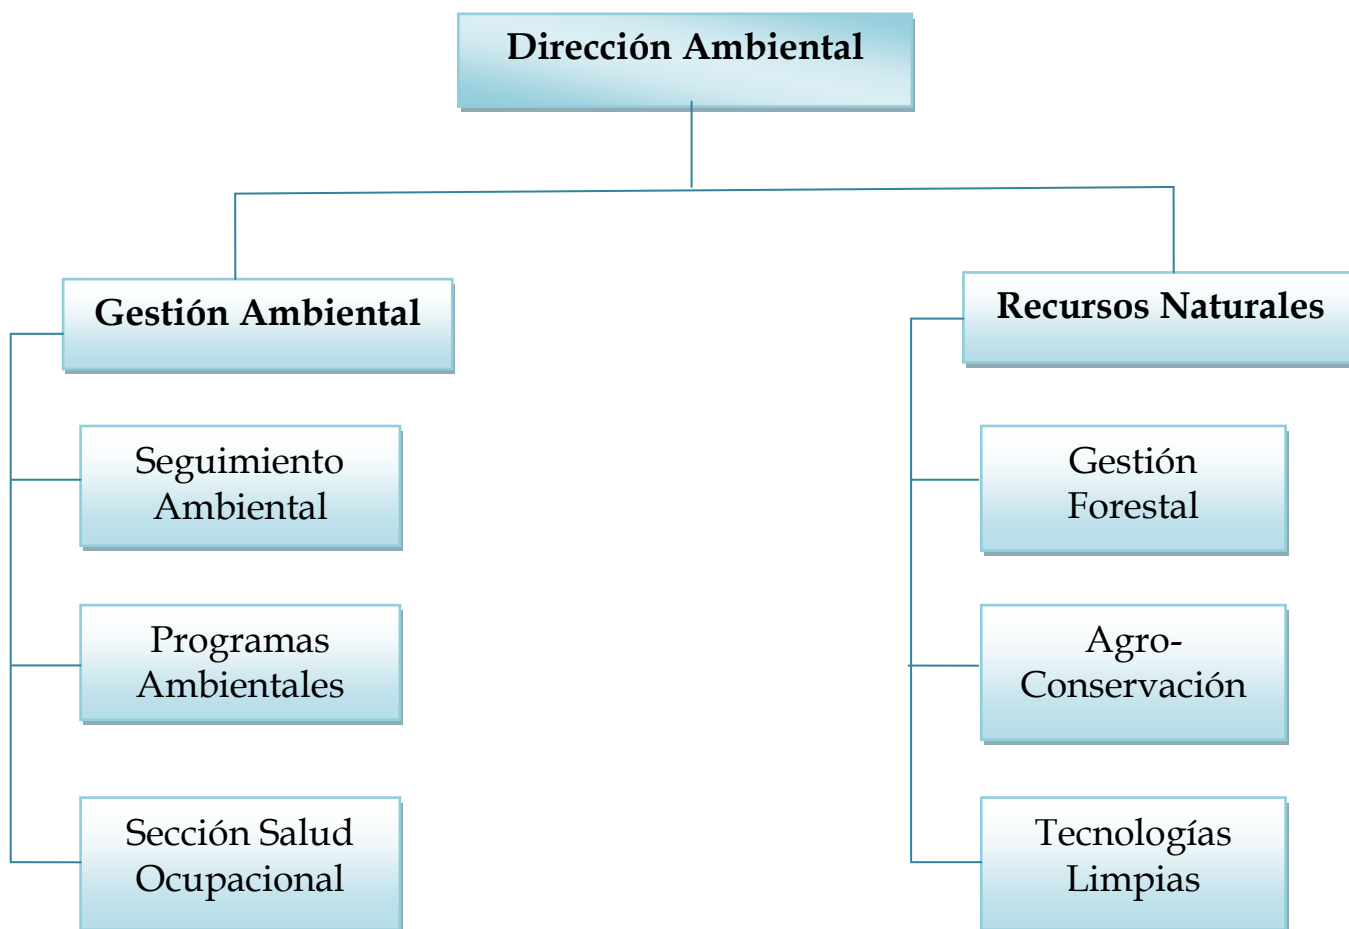 Dirección Ambiental
Gestión Ambiental
Seguimiento
Ambiental
Programas
Ambientales
Sección Salud
Ocupacional
Recursos Naturales
Gestión
Forestal
Agro-
Conservación
Tecnologías
Limpias